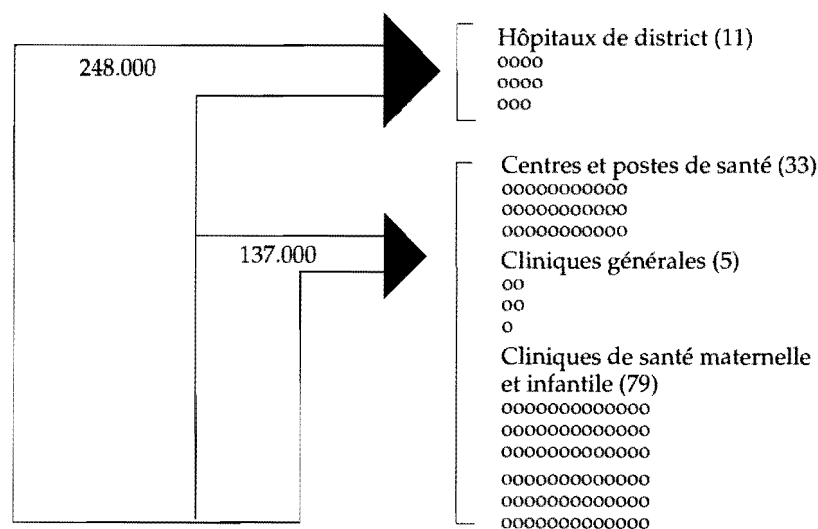 248.000
Hôpitaux de district (11)
oooo
oooo
ooo
Centres et postes de santé (33)
ooooooooooo
ooooooooooo
ooooooooooo
137.000
Cliniques générales (5)
oo
oo
o
Cliniques de santé maternelle
et infantile (79)
ooooooooooooo
ooooooooooooo
ooooooooooooo
ooooooooooooo
ooooooooooooo
ooooooooooooo